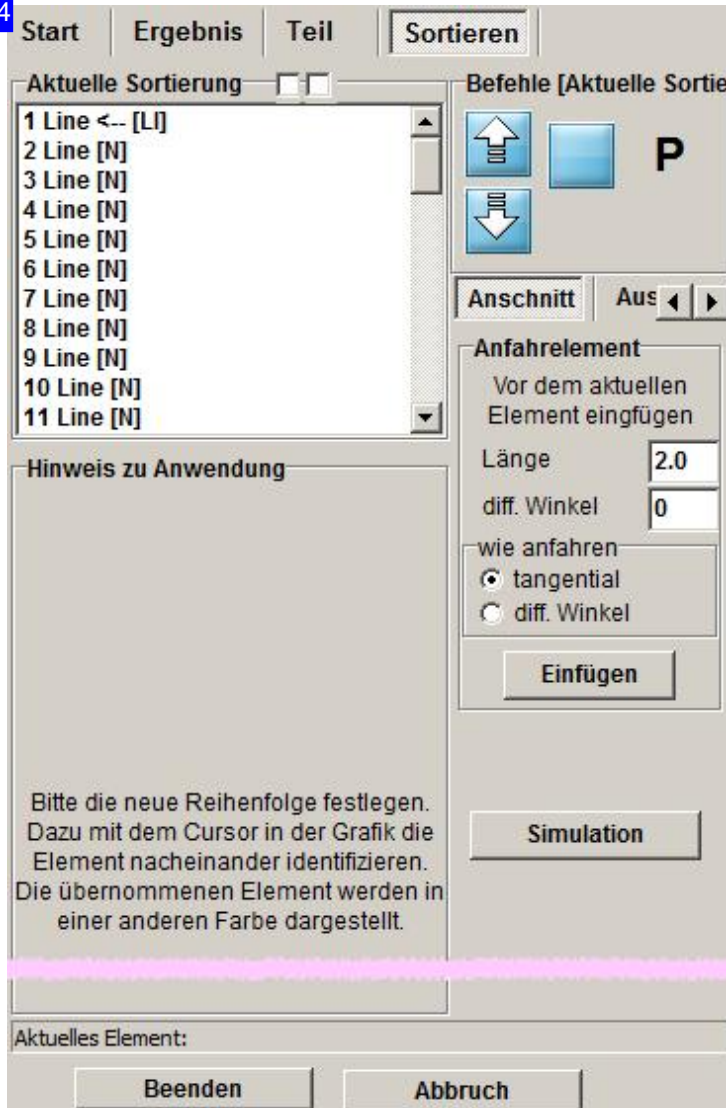 4
Start Ergebnis Teil Sortieren
Aktuelle Sortierung
1 Line <-- [LI]
2 Line [N]
3 Line [N]
4 Line [N]
5 Line [N]
6 Line [N]
7 Line [N]
8 Line [N]
9 Line [N]
10 Line [N]
11 Line [N]
Befehle [Aktuelle Sortie
P
Anschnitt Aus
Anfahrelement
Vor dem aktuellen
Element eingfügen
Länge 2.0
diff. Winkel 0
wie anfahren
tangential
diff. Winkel
Einfügen
Simulation
Hinweis zu Anwendung
Bitte die neue Reihenfolge festlegen.
Dazu mit dem Cursor in der Grafik die
Element nacheinander identifizieren.
Die übernommenen Element werden in
einer anderen Farbe dargestellt.
Aktuelles Element:
Beenden Abbruch